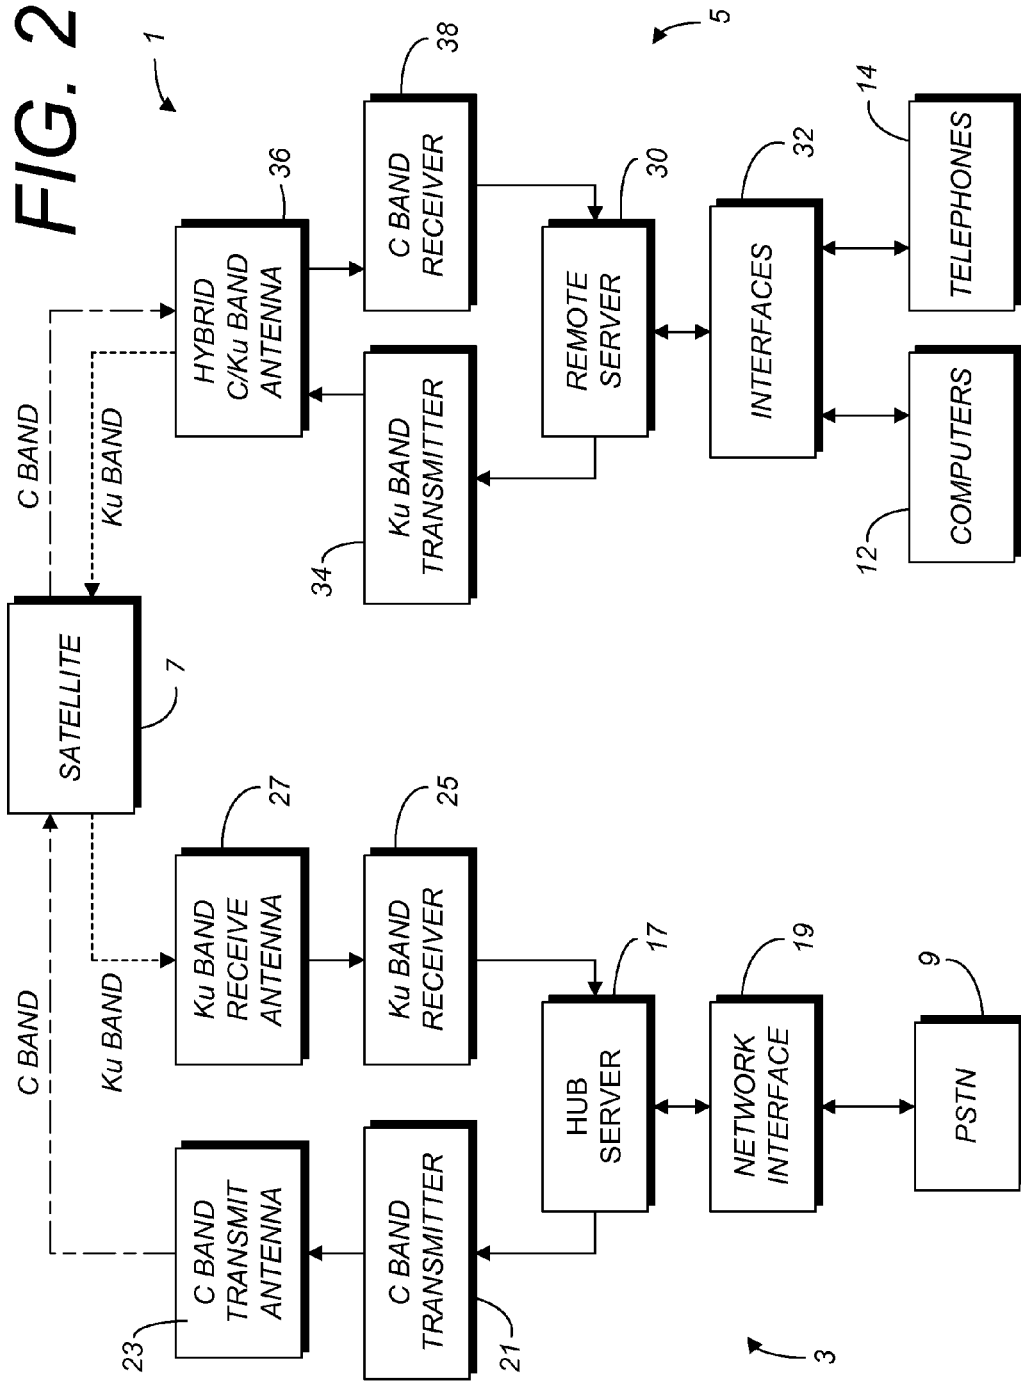 FIG. 2
1
SATELLITE
7
C BAND
Ku BAND
C BAND
Ku BAND
C BAND
TRANSMIT
ANTENNA
23
Ku BAND
RECEIVE
ANTENNA
27
HYBRID
C/Ku BAND
ANTENNA
36
C BAND
TRANSMITTER
21
Ku BAND
RECEIVER
25
Ku BAND
TRANSMITTER
34
C BAND
RECEIVER
38
HUB
SERVER
17
REMOTE
SERVER
30
NETWORK
INTERFACE
19
INTERFACES
32
PSTN
9
COMPUTERS
12
TELEPHONES
14
3
5